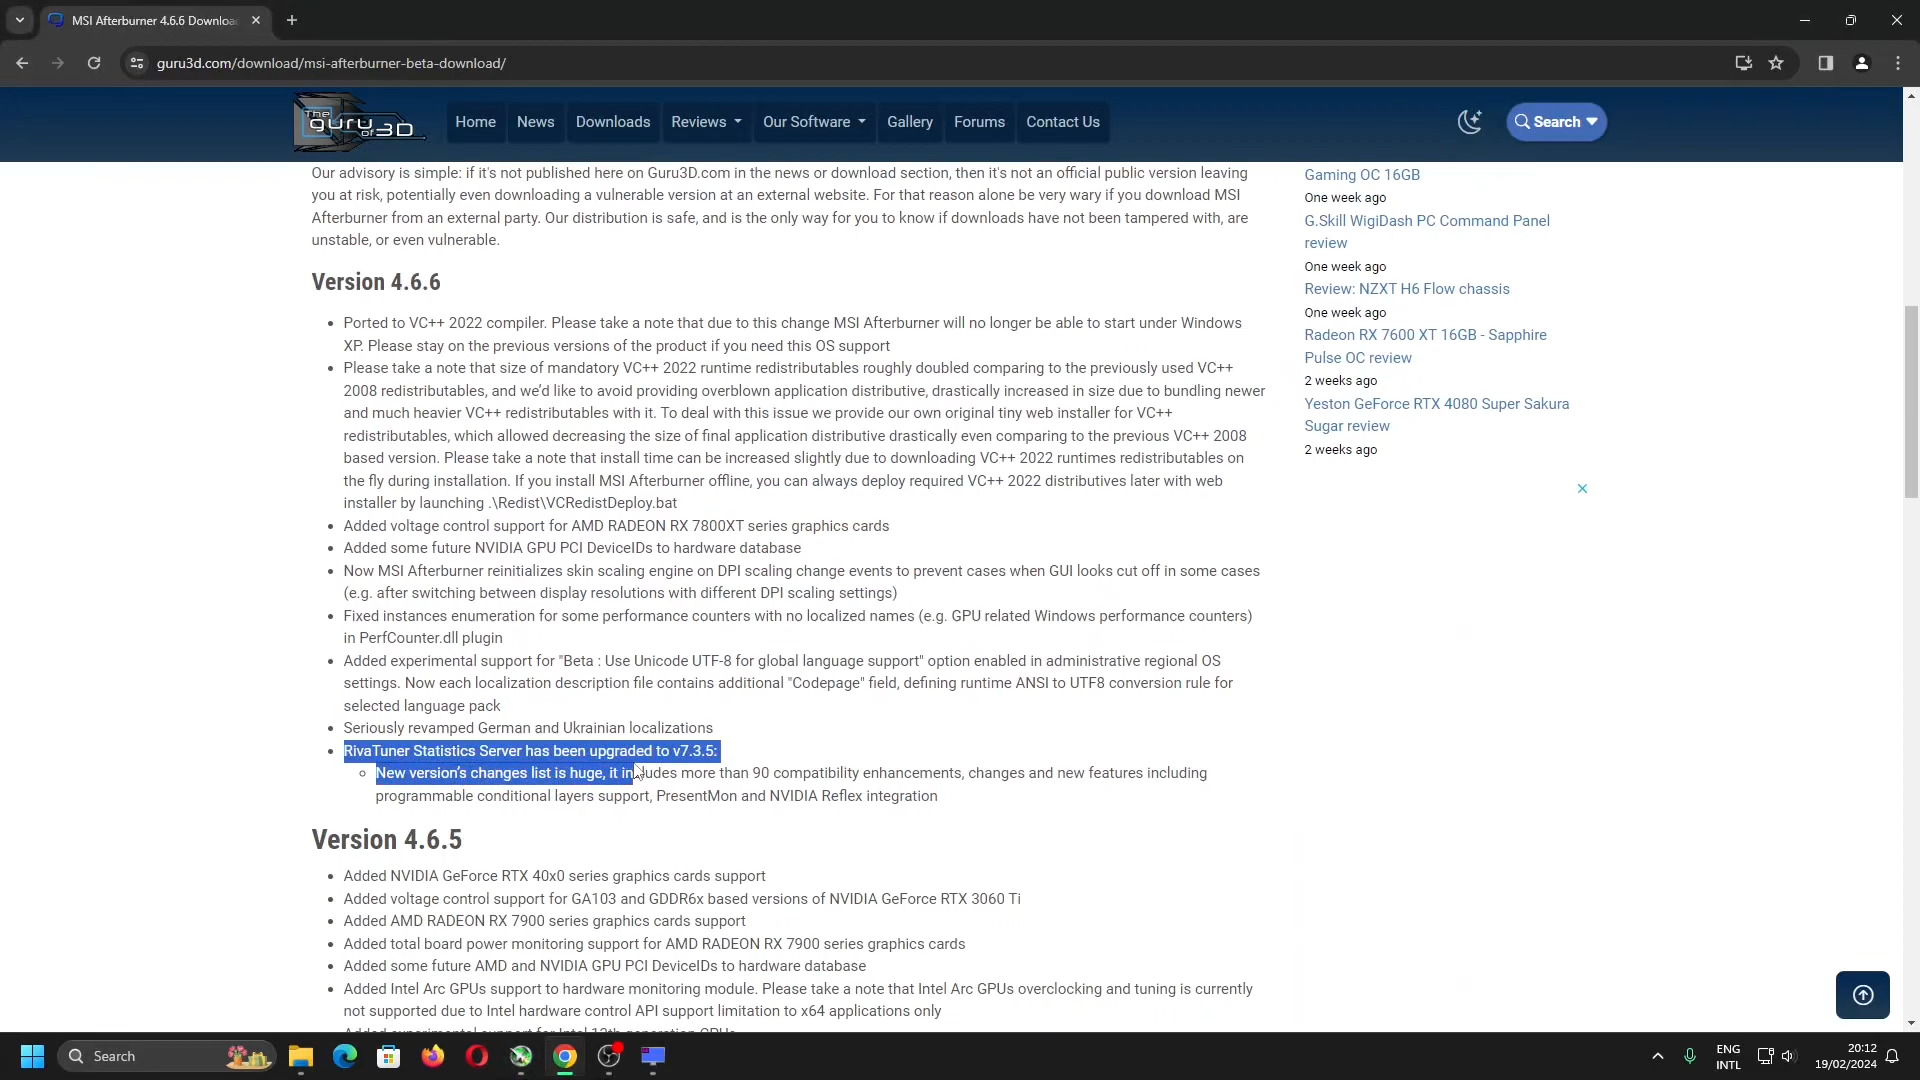 MSI Afterburner 4.6.6 Downloa
guru3d.com/download/msi-afterburner-beta-download/
The guru of 3D
Home News Downloads Reviews Our Software Gallery Forums Contact Us Search
Our advisory is simple: if it's not published here on Guru3D.com in the news or download section, then it's not an official public version leaving
you at risk, potentially even downloading a vulnerable version at an external website. For that reason alone be very wary if you download MSI
Afterburner from an external party. Our distribution is safe, and is the only way for you to know if downloads have not been tampered with, are
unstable, or even vulnerable.
Version 4.6.6
Ported to VC++ 2022 compiler. Please take a note that due to this change MSI Afterburner will no longer be able to start under Windows
XP. Please stay on the previous versions of the product if you need this OS support
Please take a note that size of mandatory VC++ 2022 runtime redistributables roughly doubled comparing to the previously used VC++
2008 redistributables, and we'd like to avoid providing overblown application distributive, drastically increased in size due to bundling newer
and much heavier VC++ redistributables with it. To deal with this issue we provide our own original tiny web installer for VC++
redistributables, which allowed decreasing the size of final application distributive drastically even comparing to the previous VC++ 2008
based version. Please take a note that install time can be increased slightly due to downloading VC++ 2022 runtimes redistributables on
the fly during installation. If you install MSI Afterburner offline, you can always deploy required VC++ 2022 distributives later with web
installer by launching .\Redist\VCRedistDeploy.bat
Added voltage control support for AMD RADEON RX 7800XT series graphics cards
Added some future NVIDIA GPU PCI DeviceIDs to hardware database
Now MSI Afterburner reinitializes skin scaling engine on DPI scaling change events to prevent cases when GUI looks cut off in some cases
(e.g. after switching between display resolutions with different DPI scaling settings)
Fixed instances enumeration for some performance counters with no localized names (e.g. GPU related Windows performance counters)
in PerfCounter.dll plugin
Added experimental support for "Beta : Use Unicode UTF-8 for global language support" option enabled in administrative regional OS
settings. Now each localization description file contains additional "Codepage" field, defining runtime ANSI to UTF8 conversion rule for
selected language pack
Seriously revamped German and Ukrainian localizations
RivaTuner Statistics Server has been upgraded to v7.3.5:
New version's changes list is huge, it includes more than 90 compatibility enhancements, changes and new features including
programmable conditional layers support, PresentMon and NVIDIA Reflex integration
Version 4.6.5
Added NVIDIA GeForce RTX 40x0 series graphics cards support
Added voltage control support for GA103 and GDDR6x based versions of NVIDIA GeForce RTX 3060 Ti
Added AMD RADEON RX 7900 series graphics cards support
Added total board power monitoring support for AMD RADEON RX 7900 series graphics cards
Added some future AMD and NVIDIA GPU PCI DeviceIDs to hardware database
Added Intel Arc GPUs support to hardware monitoring module. Please take a note that Intel Arc GPUs overclocking and tuning is currently
not supported due to Intel hardware control API support limitation to x64 applications only
Added experimental support for Intel 13th generation CPUs
Gaming OC 16GB
One week ago
G.Skill WigiDash PC Command Panel
review
One week ago
Review: NZXT H6 Flow chassis
One week ago
Radeon RX 7600 XT 16GB - Sapphire
Pulse OC review
2 weeks ago
Yeston GeForce RTX 4080 Super Sakura
Sugar review
2 weeks ago
Search
ENG
INTL
20:12
19/02/2024